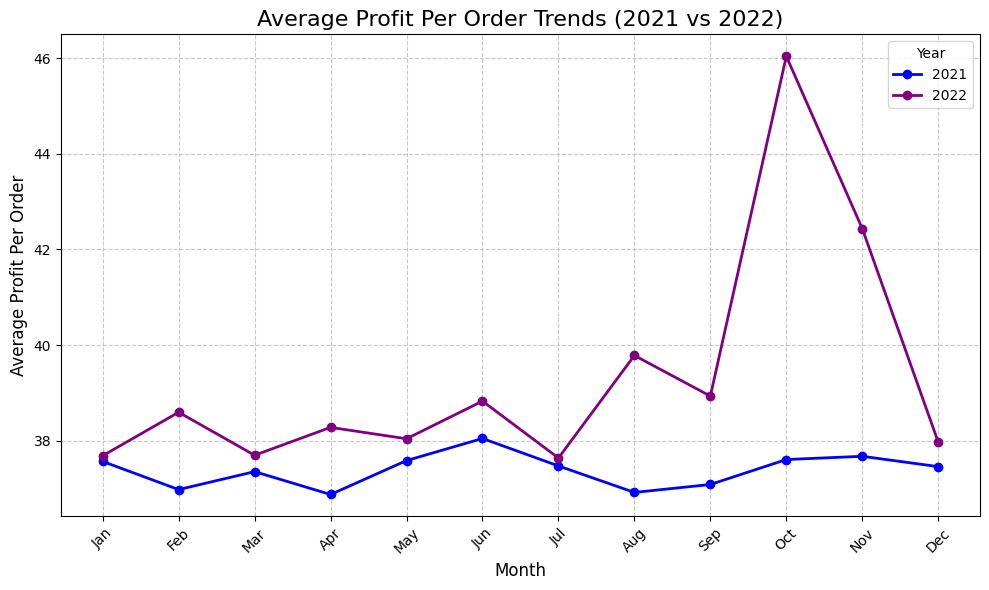 Average Profit Per Order Trends (2021 vs 2022)
Year
2021
2022
Average Profit Per Order
46
44
42
40
38
Jan
Feb
Mar
Apr
May
Jun
Jul
Aug
Sep
Oct
Nov
Dec
Month